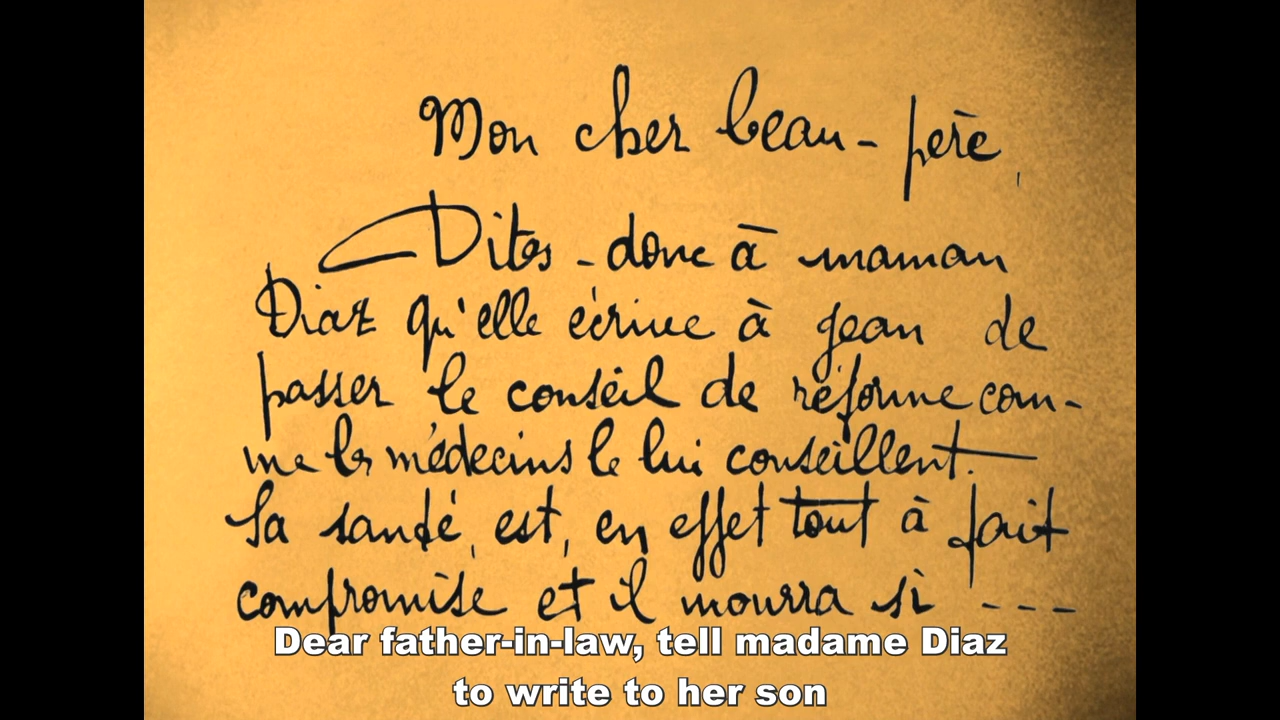 Mon cher beau-père,
Dites-donc à maman
Diaz qu'elle écrive à Jean de
passer le conseil de réforme com-
me les médecins le lui conseillent.
Sa santé, est, en effet tout à fait
compromise et il mourra si ---
Dear father-in-law, tell madame Diaz
to write to her son